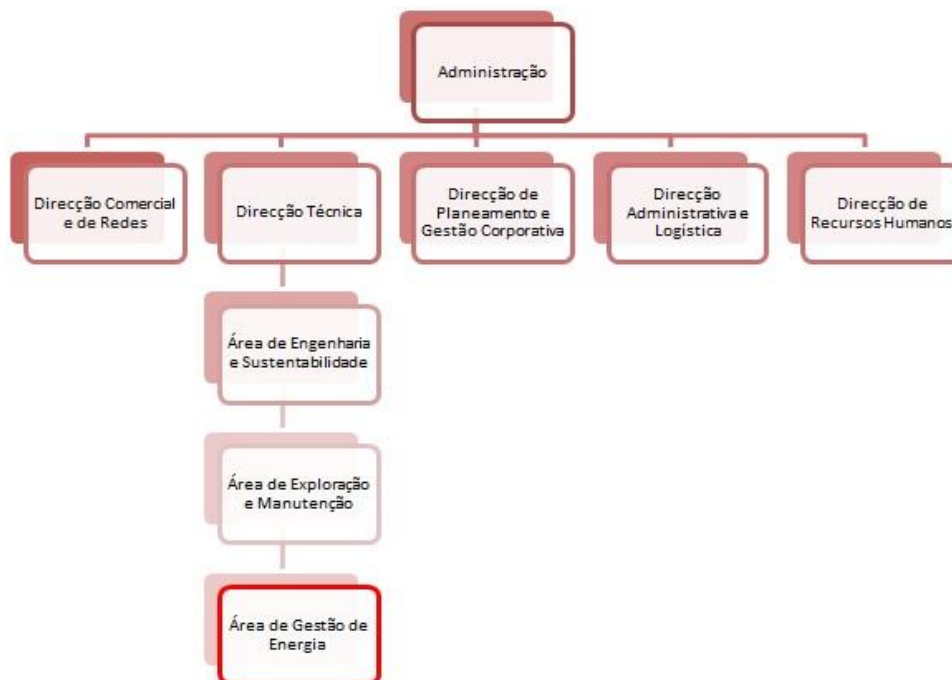 Administração
Direcção Comercial
e de Redes
Direcção Técnica
Direcção de
Planeamento e
Gestão Corporativa
Direcção
Administrativa e
Logística
Direcção de
Recursos Humanos
Área de Engenharia
e Sustentabilidade
Área de Exploração
e Manutenção
Área de Gestão de
Energia